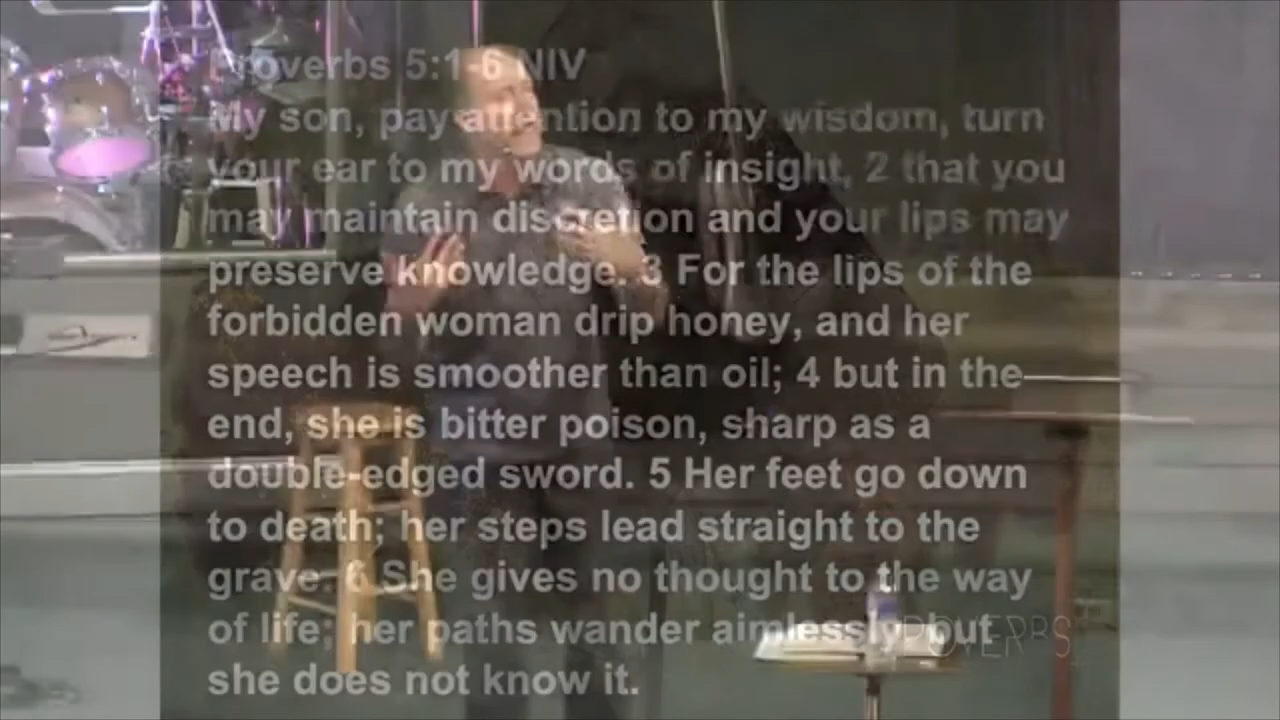 Proverbs 5:1-6 NIV
My son, pay attention to my wisdom, turn
your ear to my words of insight, 2 that you
may maintain discretion and your lips may
preserve knowledge. 3 For the lips of the
forbidden woman drip honey, and her
speech is smoother than oil; 4 but in the
end, she is bitter poison, sharp as a
double-edged sword. 5 Her feet go down
to death; her steps lead straight to the
grave. 6 She gives no thought to the way
of life; her paths wander aimlessly, but
she does not know it.
PROVERBS